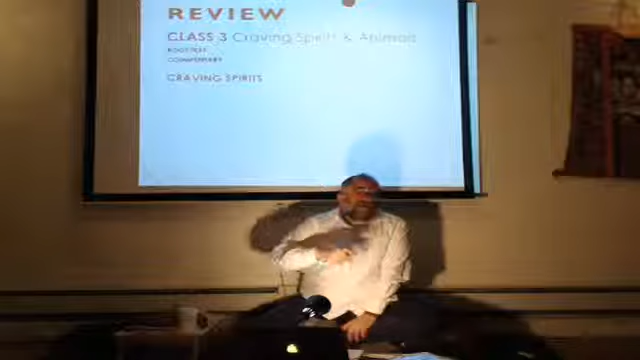 REVIEW
CLASS 3 Craving Spirits & Animals
ROOT TEXT
COMMENTARY
CRAVING SPIRITS